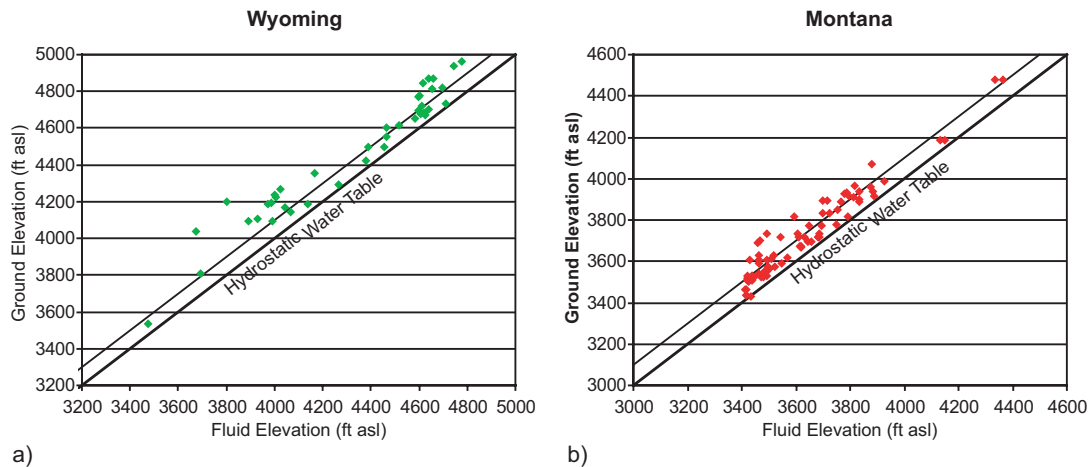 Wyoming
5000
4800
4600
4400
4200
4000
3800
3600
3400
3200
Ground Elevation (ft asl)
Hydrostatic Water Table
3200 3400 3600 3800 4000 4200 4400 4600 4800 5000
Fluid Elevation (ft asl)
a)
Montana
4600
4400
4200
4000
3800
3600
3400
3200
3000
Ground Elevation (ft asl)
Hydrostatic Water Table
3000 3200 3400 3600 3800 4000 4200 4400 4600
Fluid Elevation (ft asl)
b)